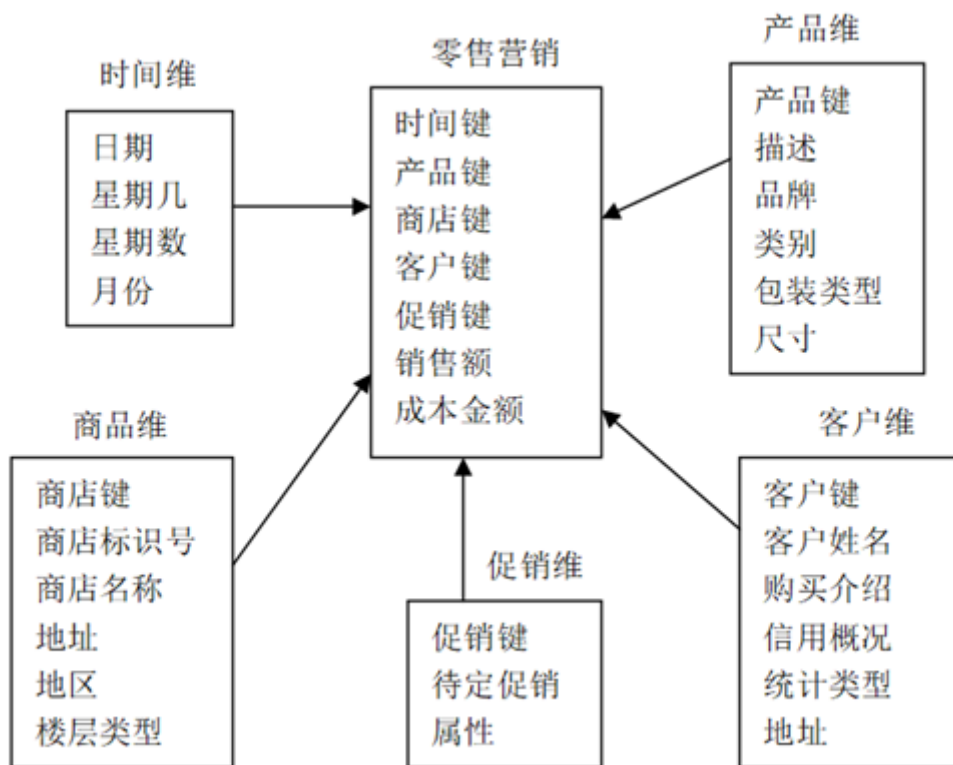 时间维
日期
星期几
星期数
月份
零售营销
时间键
产品键
商店键
客户键
促销键
销售额
成本金额
产品维
产品键
描述
品牌
类别
包装类型
尺寸
商品维
商店键
商店标识号
商店名称
地址
地区
楼层类型
促销维
促销键
待定促销
属性
客户维
客户键
客户姓名
购买介绍
信用概况
统计类型
地址